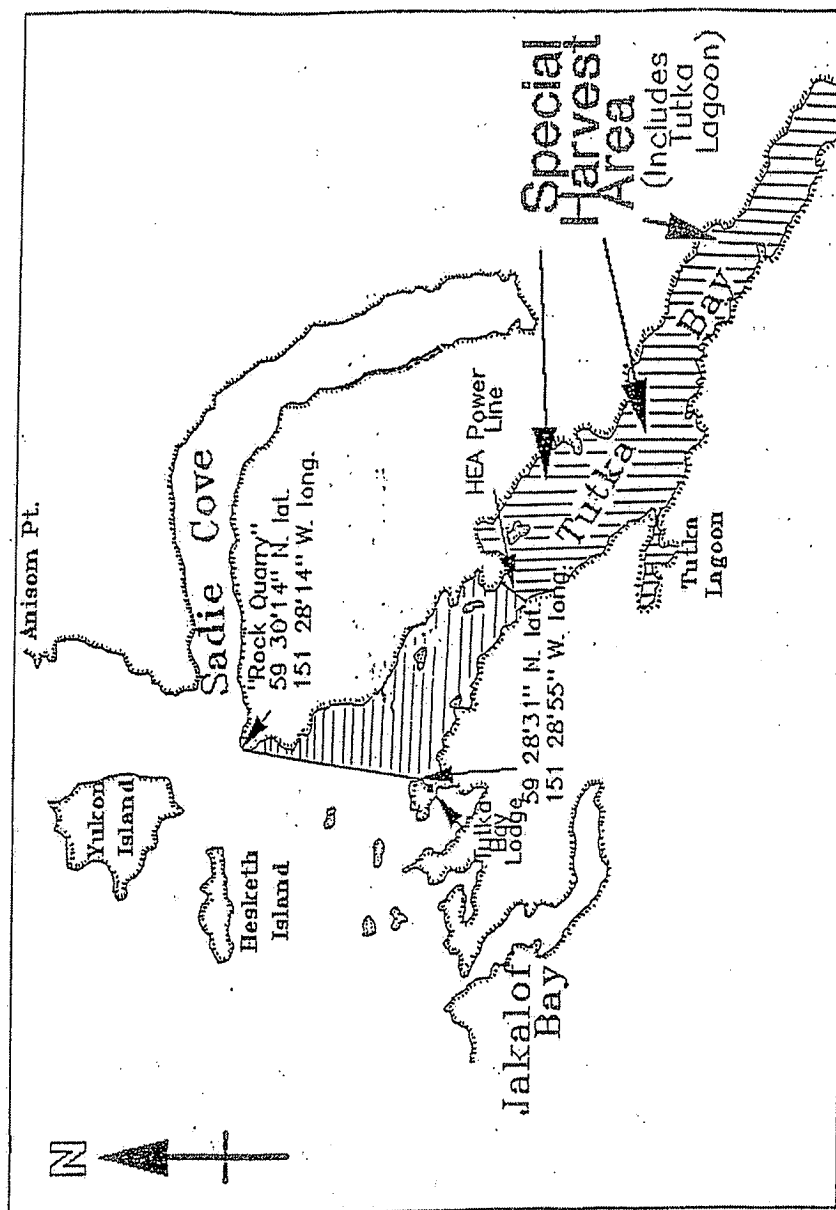 N
Anisom Pt.
Yukon
Island
Hesketh
Island
Sadie Cove
"Rock Quarry"
59 30'14" N. lat.
151 28'14" W. long.
HEA Power
Line
Special
Harvest
Area
(Includes
Tutka
Lagoon)
Tutka
Bay
Lodge
59 28'31" N. lat.
151 28'55" W. long.
Jakalof
Bay
Tutka Bay
Tutka
Lagoon